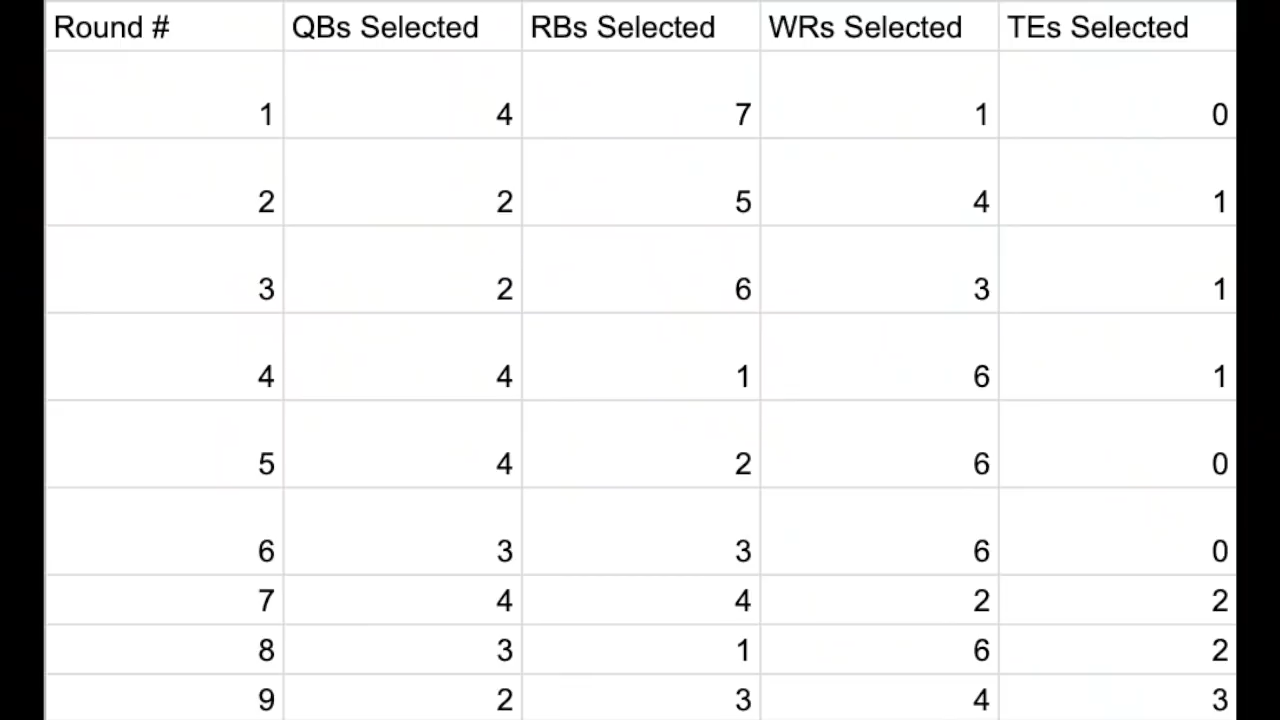 Round # QBs Selected RBs Selected WRs Selected TEs Selected
1 4 7 1 0
2 2 5 4 1
3 2 6 3 1
4 4 1 6 1
5 4 2 6 0
6 3 3 6 0
7 4 4 2 2
8 3 1 6 2
9 2 3 4 3